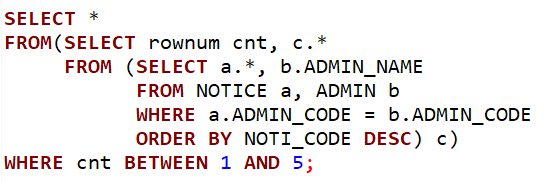 SELECT *
FROM(SELECT rownum cnt, c.*
FROM (SELECT a.*, b.ADMIN_NAME
FROM NOTICE a, ADMIN b
WHERE a.ADMIN_CODE = b.ADMIN_CODE
ORDER BY NOTI_CODE DESC) c)
WHERE cnt BETWEEN 1 AND 5;